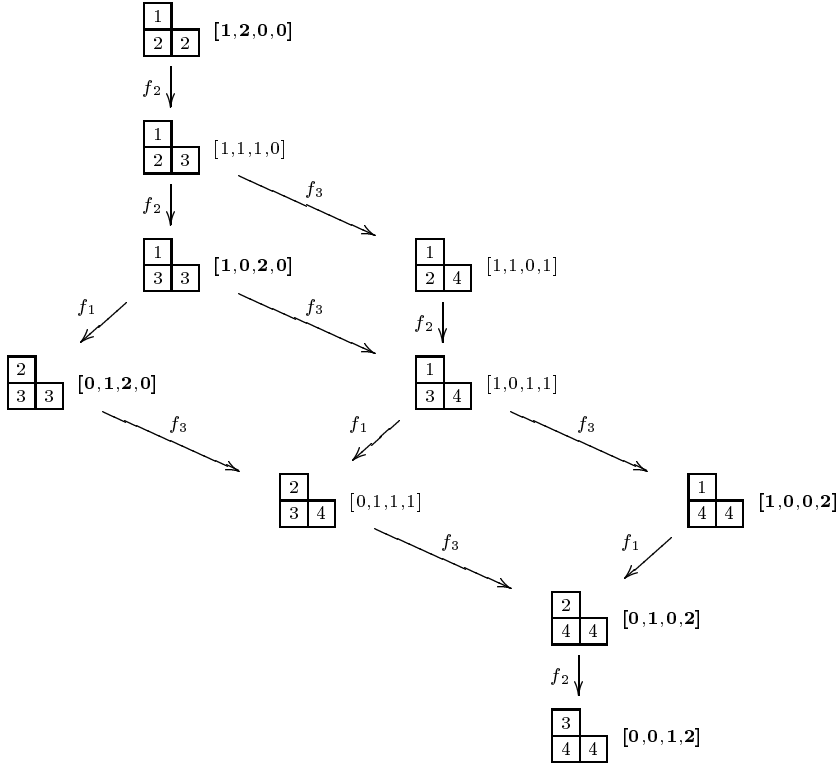 1
2 2 [1,2,0,0]
f2
1
2 3 [1,1,1,0]
f2 f3
1 1
3 3 [1,0,2,0] 2 4 [1,1,0,1]
f1 f3 f2
2 1
3 3 [0,1,2,0] 3 4 [1,0,1,1]
f3 f1 f3
2 1
3 4 [0,1,1,1] 4 4 [1,0,0,2]
f3 f1
2
4 4 [0,1,0,2]
f2
3
4 4 [0,0,1,2]